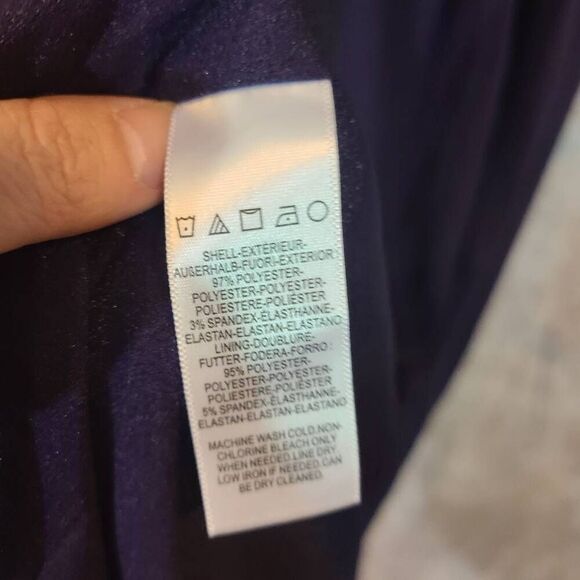 SHELL-EXTÉRIEUR-
AUßERHALB-FUORI-EXTERIOR
97% POLYESTER-
POLYESTER-POLYESTER-
POLIESTERE-POLIÉSTER
3% SPANDEX-ÉLASTHANNE-
ELASTAN-ELASTAN-ELASTANO
LINING-DOUBLURE-
FUTTER-FODERA-FORRO :
95% POLYESTER-
POLYESTER-POLYESTER-
POLIESTERE-POLIÉSTER
5% SPANDEX-ÉLASTHANNE-
ELASTAN-ELASTAN-ELASTANO
MACHINE WASH COLD.NON-
CHLORINE BLEACH ONLY
WHEN NEEDED.LINE DRY
LOW IRON IF NEEDED.CAN
BE DRY CLEANED.